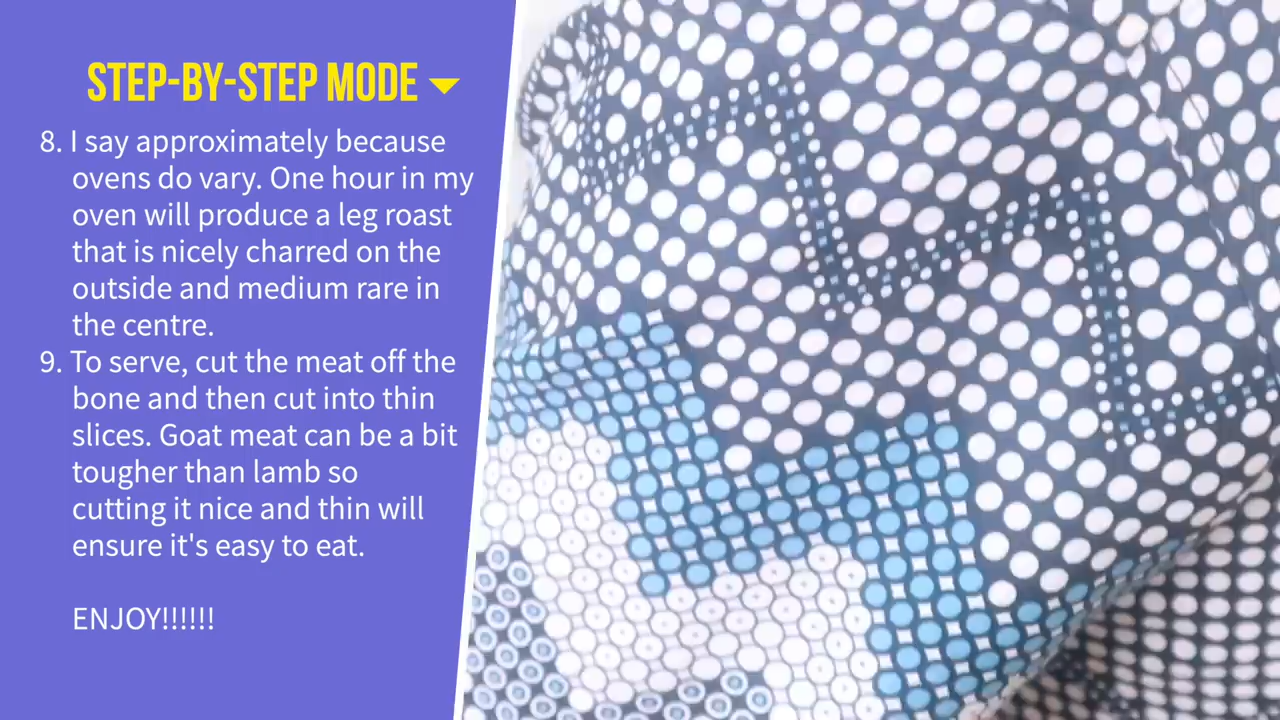 STEP-BY-STEP MODE
8. I say approximately because
ovens do vary. One hour in my
oven will produce a leg roast
that is nicely charred on the
outside and medium rare in
the centre.
9. To serve, cut the meat off the
bone and then cut into thin
slices. Goat meat can be a bit
tougher than lamb so
cutting it nice and thin will
ensure it's easy to eat.
ENJOY!!!!!!